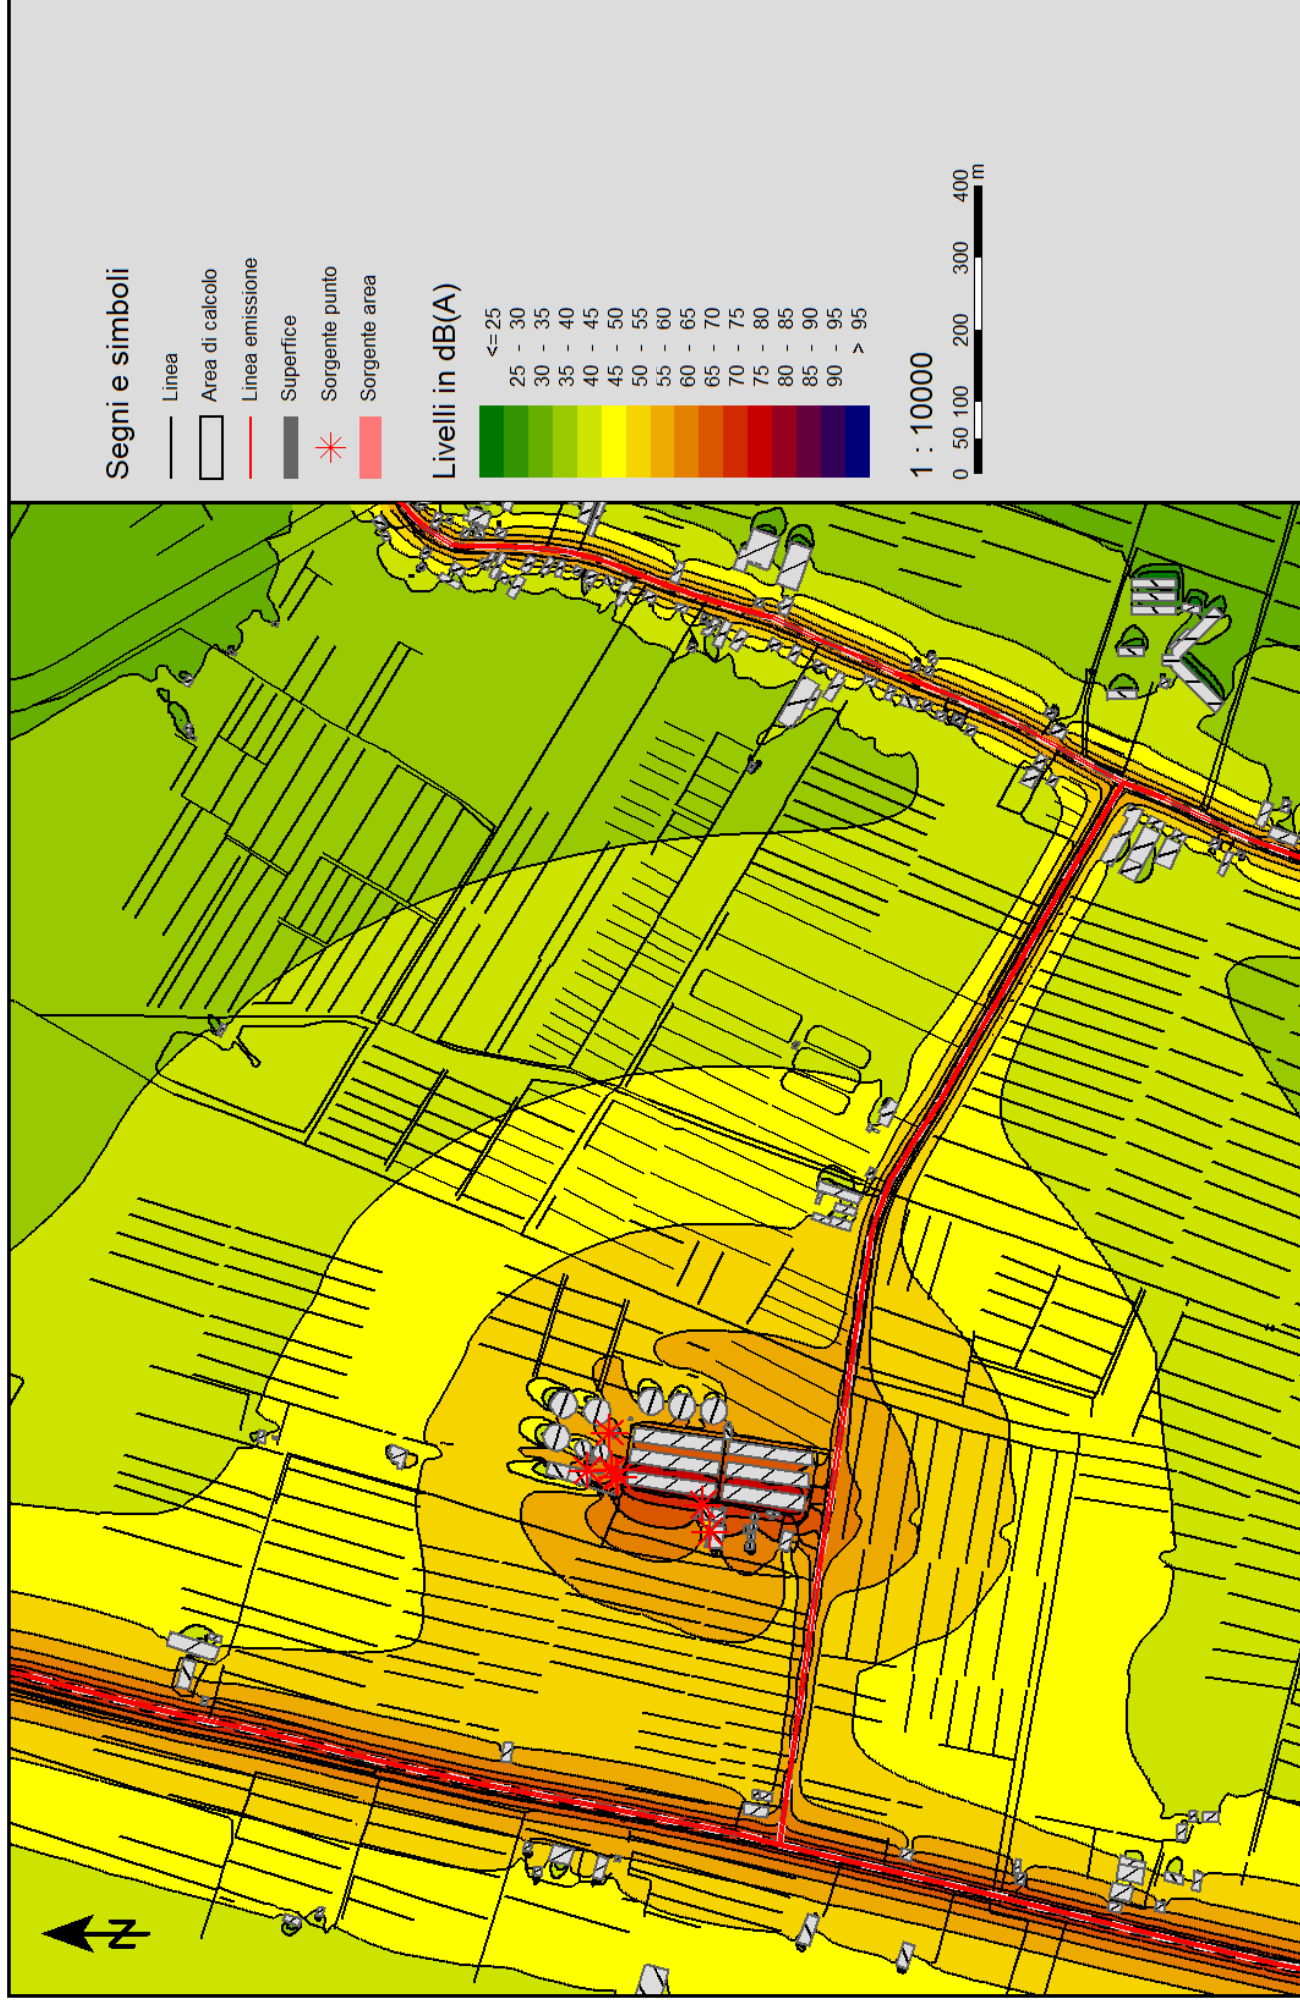 Segni e simboli
Linea
Area di calcolo
Linea emissione
Superfice
Sorgente punto
Sorgente area
Livelli in dB(A)
<= 25
25 - 30
30 - 35
35 - 40
40 - 45
45 - 50
50 - 55
55 - 60
60 - 65
65 - 70
70 - 75
75 - 80
80 - 85
85 - 90
90 - 95
> 95
1 : 10000
0 50 100 200 300 400
m
N